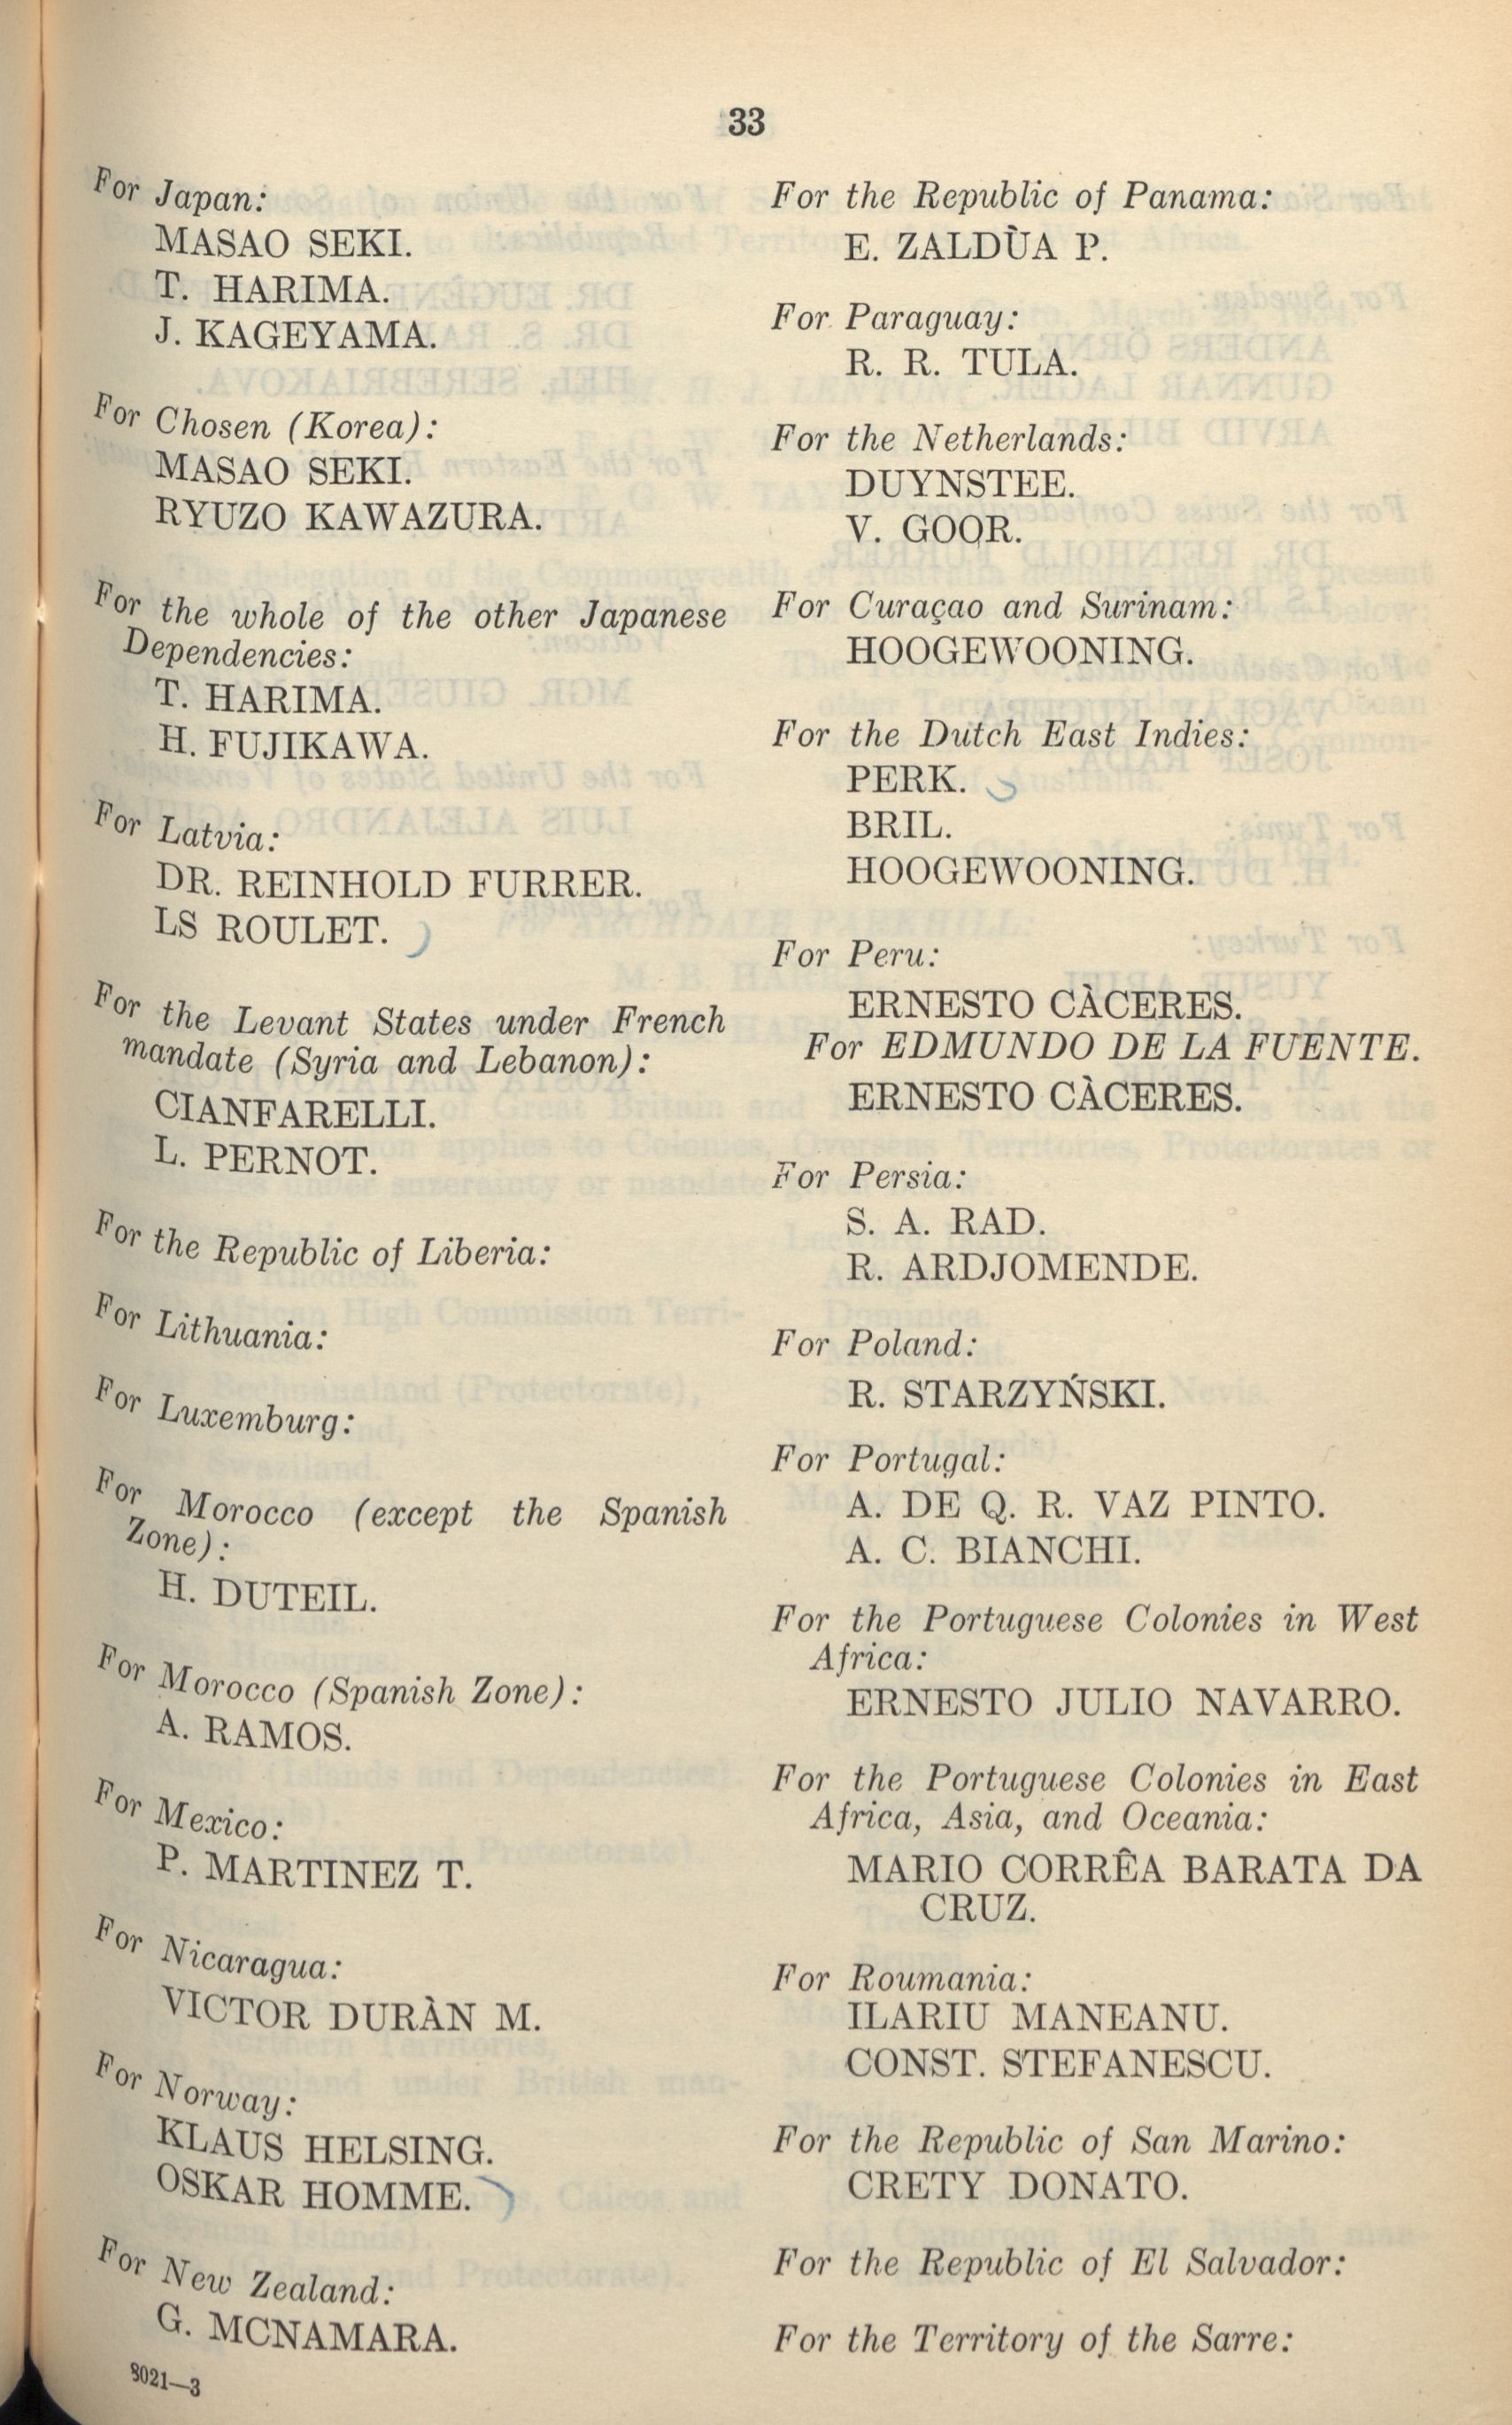 33
For Japan:
MASAO SEKI.
T. HARIMA.
J. KAGEYAMA.
For Chosen (Korea):
MASAO SEKI.
RYUZO KAWAZURA.
For the whole of the other Japanese
Dependencies:
T. HARIMA.
H. FUJIKAWA.
For Latvia:
DR. REINHOLD FURRER.
LS ROULET.
For the Levant States under French
mandate (Syria and Lebanon):
CIANFARELLI.
L. PERNOT.
For the Republic of Liberia:
For Lithuania:
For Luxemburg:
For Morocco (except the Spanish
Zone):
H. DUTEIL.
For Morocco (Spanish Zone):
A. RAMOS.
For Mexico:
P. MARTINEZ T.
For Nicaragua:
VICTOR DURÀN M.
For Norway:
KLAUS HELSING.
OSKAR HOMME.
For New Zealand:
G. MCNAMARA.
8021—3
For the Republic of Panama:
E. ZALDÙA P.
For Paraguay:
R. R. TULA.
For the Netherlands:
DUYNSTEE.
V. GOOR.
For Curaçao and Surinam:
HOOGEWOONING.
For the Dutch East Indies:
PERK.
BRIL.
HOOGEWOONING.
For Peru:
ERNESTO CÀCERES.
For EDMUNDO DE LA FUENTE.
ERNESTO CÀCERES.
For Persia:
S. A. RAD.
R. ARDJOMENDE.
For Poland:
R. STARZYŃSKI.
For Portugal:
A. DE Q. R. VAZ PINTO.
A. C. BIANCHI.
For the Portuguese Colonies in West
Africa:
ERNESTO JULIO NAVARRO.
For the Portuguese Colonies in East
Africa, Asia, and Oceania:
MARIO CORRÊA BARATA DA
CRUZ.
For Roumania:
ILARIU MANEANU.
CONST. STEFANESCU.
For the Republic of San Marino:
CRETY DONATO.
For the Republic of El Salvador:
For the Territory of the Sarre: